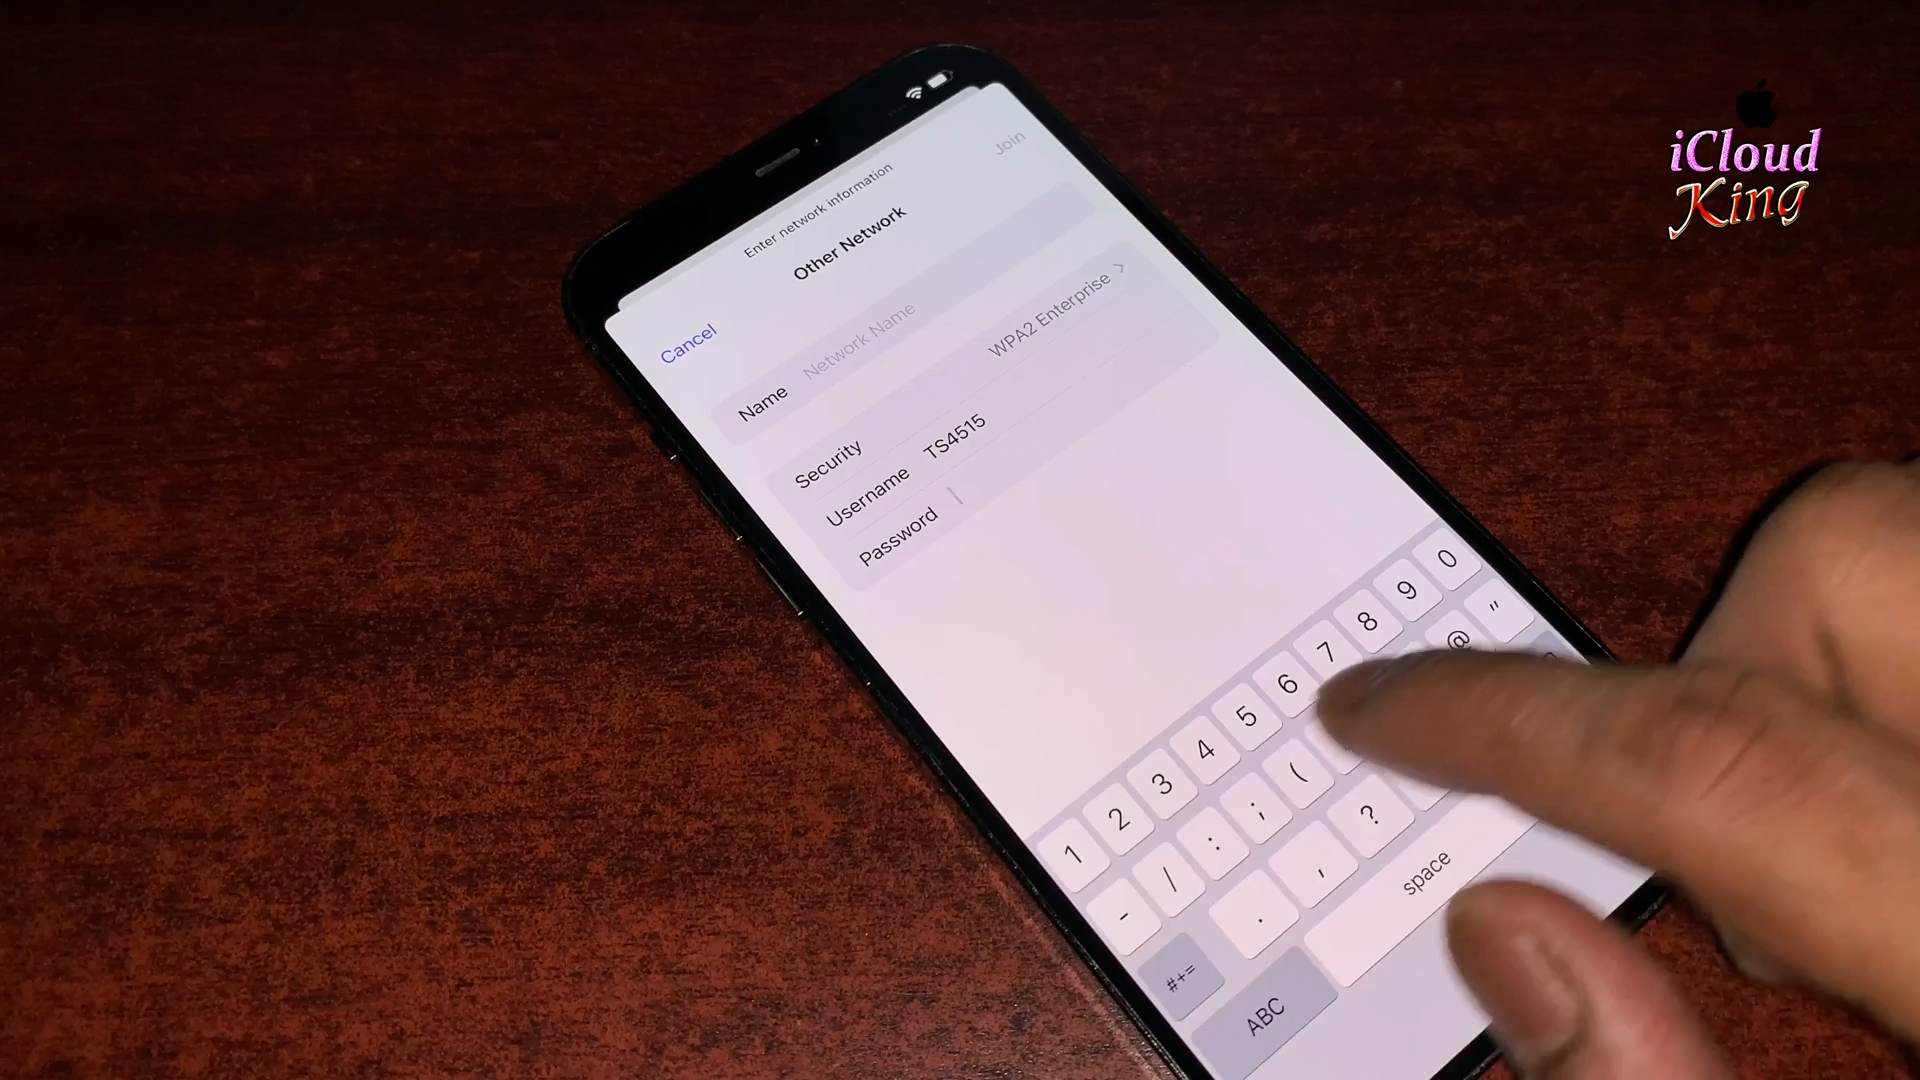 iCloud
King
Enter network information
Join
Other Network
Cancel
Name Network Name
Security WPA2 Enterprise
Username TS4515
Password
1 2 3 4 5 6 7 8 9 0
- / : ; ( @ "
#+= . , ?
ABC space